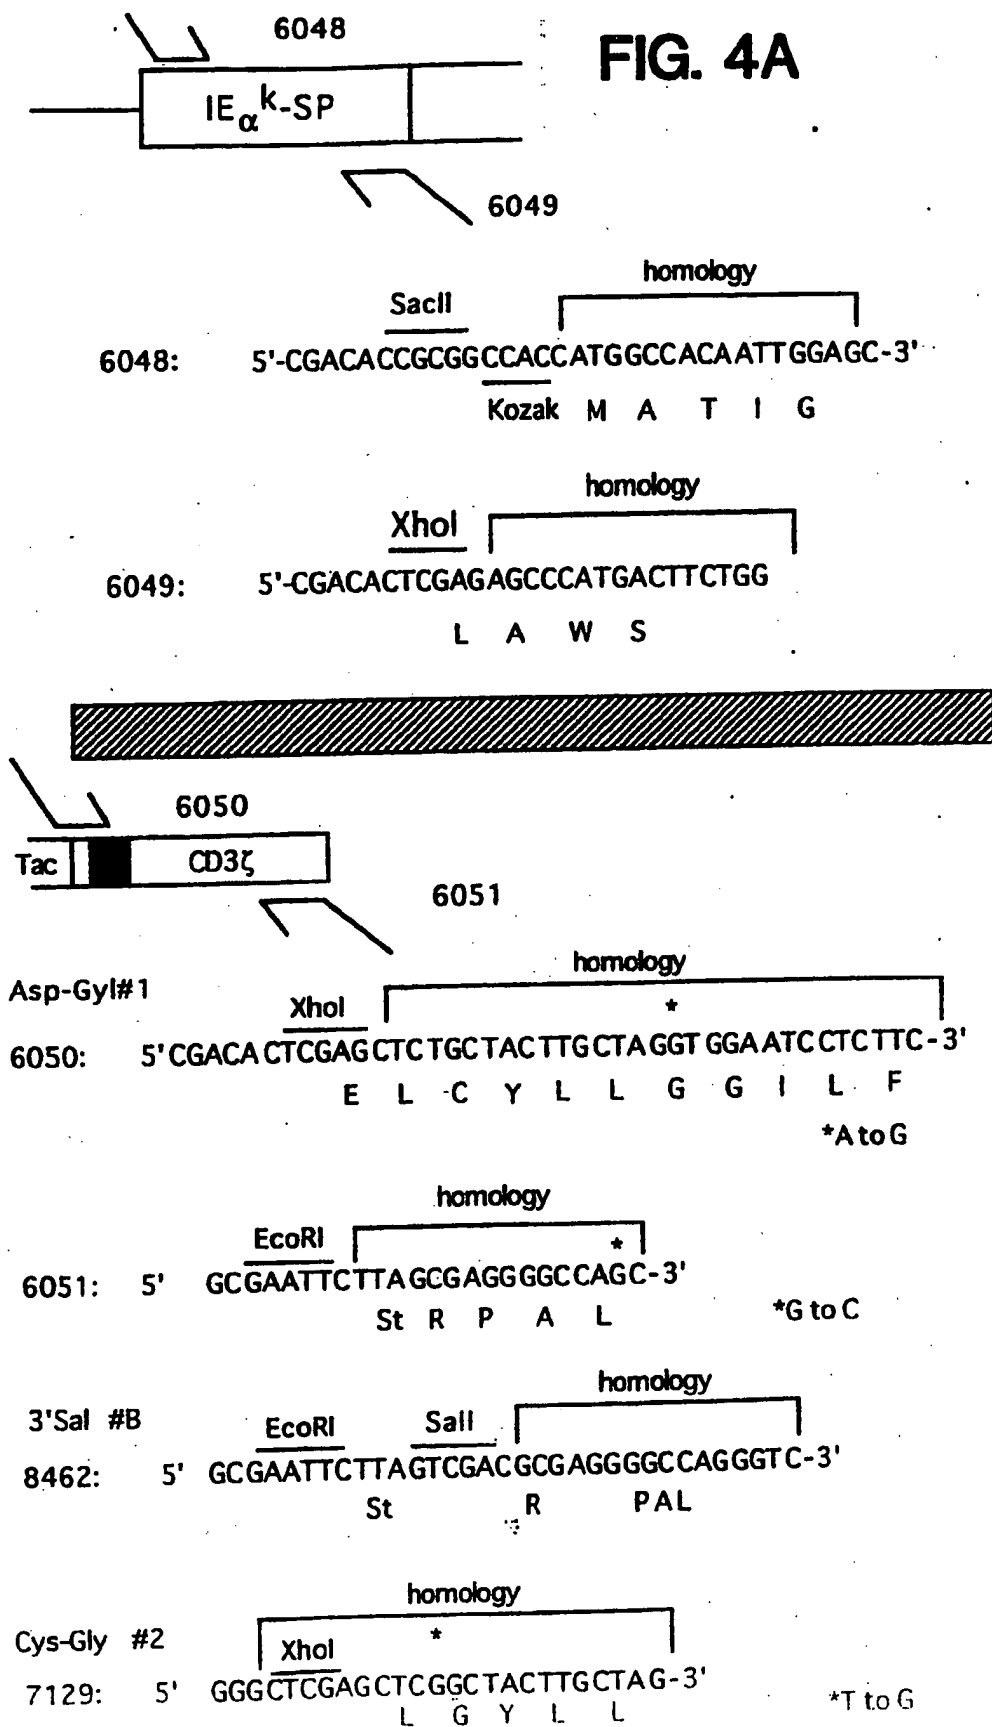 6048
FIG. 4A
IEαk-SP
6049
homology
SacII
6048: 5'-CGACACCGCGGCCACCATGGCCACAATTGGAGC-3'
Kozak M A T I G
homology
XhoI
6049: 5'-CGACACTCGAGAGCCCATGACTTCTGG
L A W S
6050
Tac CD3ζ
6051
homology
Asp-Gyl#1 XhoI *
6050: 5'CGACACTCGAGCTCTGCTACTTGCTAGGTGGAATCCTCTTC-3'
E L C Y L L G G I L F
*A to G
homology
EcoRI *
6051: 5' GCGAATTCTTAGCGAGGGGCCAGC-3'
St R P A L *G to C
homology
3'Sal #B EcoRI SalI
8462: 5' GCGAATTCTTAGTCGACGCGAGGGGCCAGGGTC-3'
St R PAL
homology
Cys-Gly #2 XhoI *
7129: 5' GGGCTCGAGCTCGGCTACTTGCTAG-3'
L G Y L L *T to G